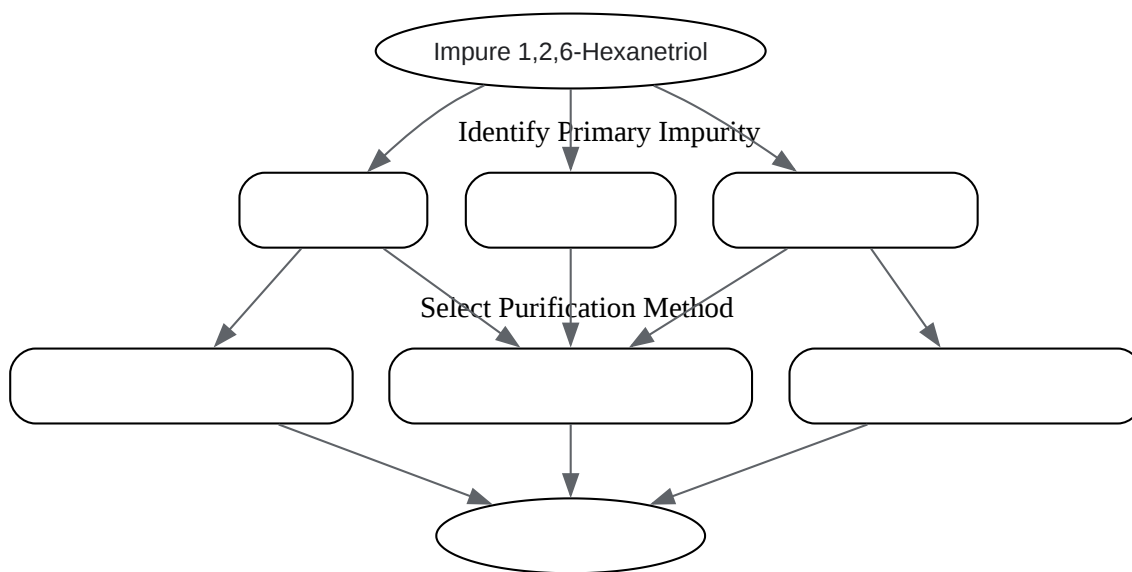 Impure 1,2,6-Hexanetriol
Identify Primary Impurity
Select Purification Method